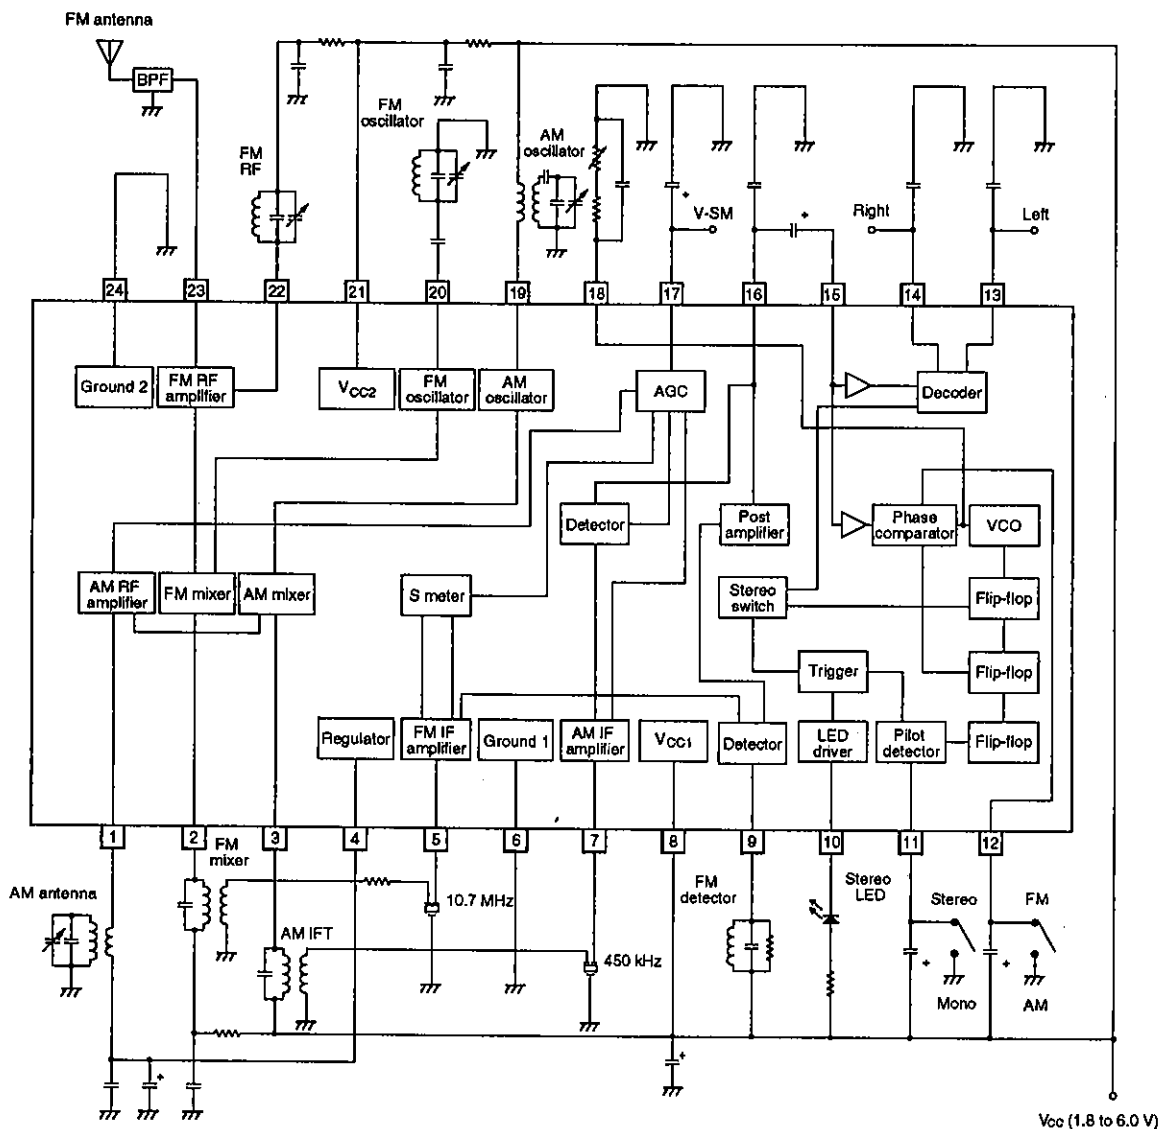 FM antenna
BPF
FM
RF
FM
oscillator
AM
oscillator
V-SM
Right
Left
24
23
22
21
20
19
18
17
16
15
14
13
Ground 2
FM RF
amplifier
VCC2
FM
oscillator
AM
oscillator
AGC
Decoder
Detector
Post
amplifier
Phase
comparator
VCO
AM RF
amplifier
FM mixer
AM mixer
S meter
Stereo
switch
Flip-flop
Trigger
Flip-flop
Regulator
FM IF
amplifier
Ground 1
AM IF
amplifier
VCC1
Detector
LED
driver
Pilot
detector
Flip-flop
1
2
3
4
5
6
7
8
9
10
11
12
FM
mixer
AM antenna
10.7 MHz
AM IFT
450 kHz
FM
detector
Stereo
LED
Stereo
Mono
FM
AM
+
+
+
+
+
+
Vcc (1.8 to 6.0 V)